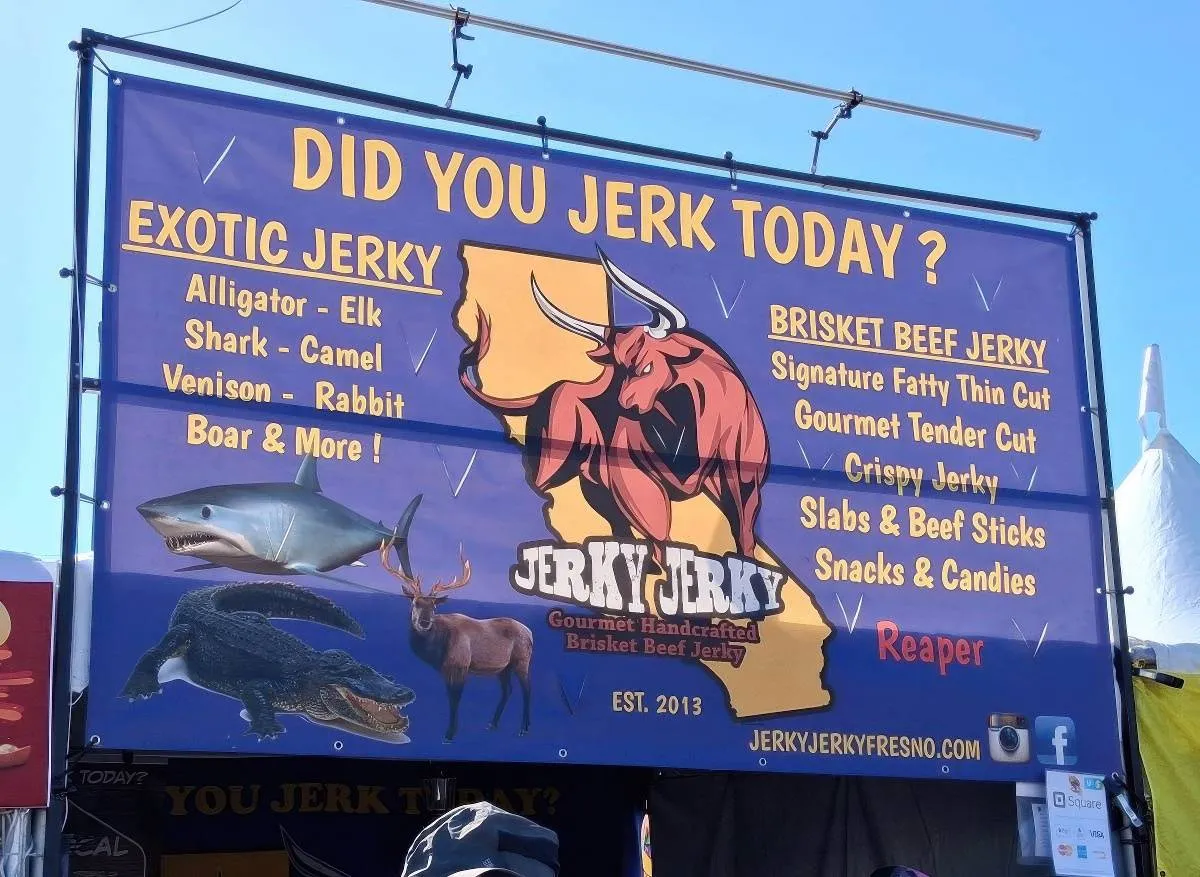 DID YOU JERK TODAY?
EXOTIC JERKY
Alligator - Elk
Shark - Camel
Venison - Rabbit
Boar & More !
BRISKET BEEF JERKY
Signature Fatty Thin Cut
Gourmet Tender Cut
Crispy Jerky
Slabs & Beef Sticks
Snacks & Candies
Reaper
JERKY JERKY
Gourmet Handcrafted
Brisket Beef Jerky
EST. 2013
JERKYJERKYFRESNO.COM
f
TODAY?
YOU JERK TODAY?
Square
VISA